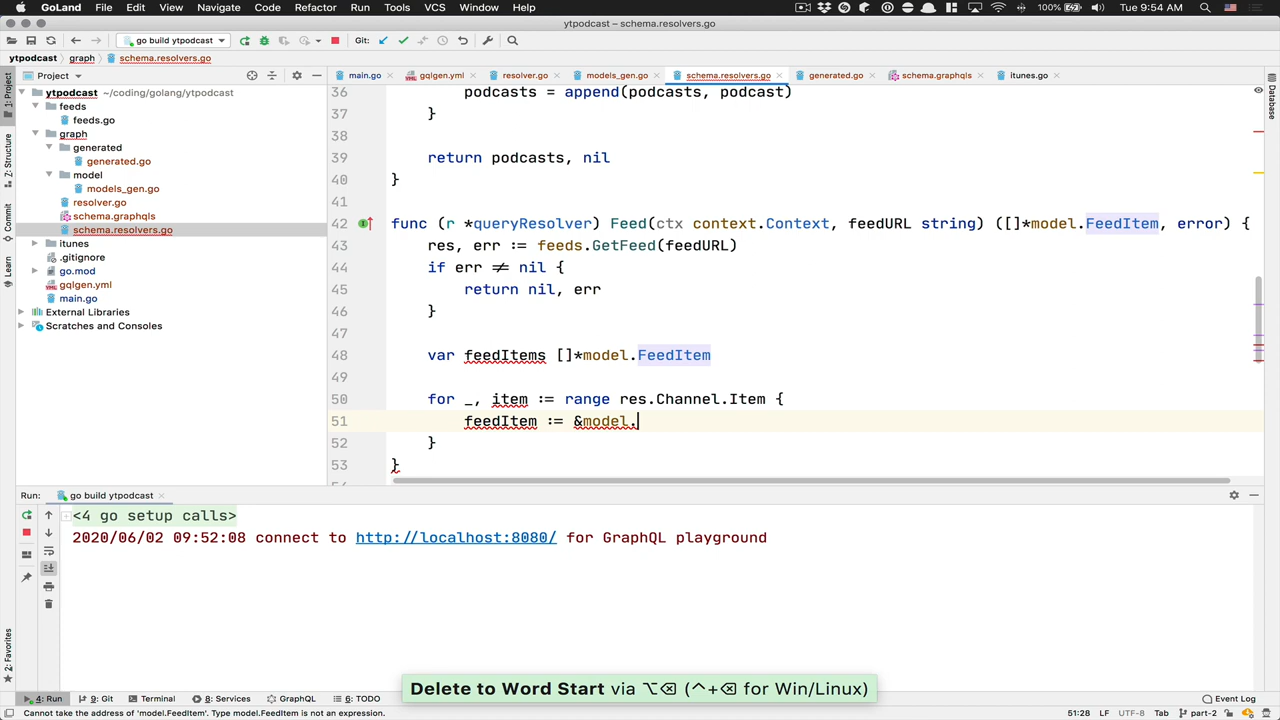 GoLand File Edit View Navigate Code Refactor Run Tools VCS Window Help 100% Tue 9:54 AM
ytpodcast – schema.resolvers.go
go build ytpodcast Git:
ytpodcast graph schema.resolvers.go
Project main.go gqlgen.yml resolver.go models_gen.go schema.resolvers.go generated.go schema.graphqls itunes.go
1: Project
Z: Structure
Commit
Learn
2: Favorites
Database
ytpodcast ~/coding/golang/ytpodcast
feeds
feeds.go
graph
generated
generated.go
model
models_gen.go
resolver.go
schema.graphqls
schema.resolvers.go
itunes
.gitignore
go.mod
gqlgen.yml
main.go
External Libraries
Scratches and Consoles
36 podcasts = append(podcasts, podcast)
37 }
38
39 return podcasts, nil
40 }
41
42 func (r *queryResolver) Feed(ctx context.Context, feedURL string) ([]*model.FeedItem, error) {
43 res, err := feeds.GetFeed(feedURL)
44 if err ≠ nil {
45 return nil, err
46 }
47
48 var feedItems []*model.FeedItem
49
50 for _, item := range res.Channel.Item {
51 feedItem := &model.
52 }
53 }
Run: go build ytpodcast
<4 go setup calls>
2020/06/02 09:52:08 connect to http://localhost:8080/ for GraphQL playground
Delete to Word Start via ⌥⌫ (^+⌫ for Win/Linux)
4: Run 9: Git Terminal 8: Services GraphQL 6: TODO Event Log
Cannot take the address of 'model.FeedItem'. Type model.FeedItem is not an expression. 51:28 LF UTF-8 Tab part-2